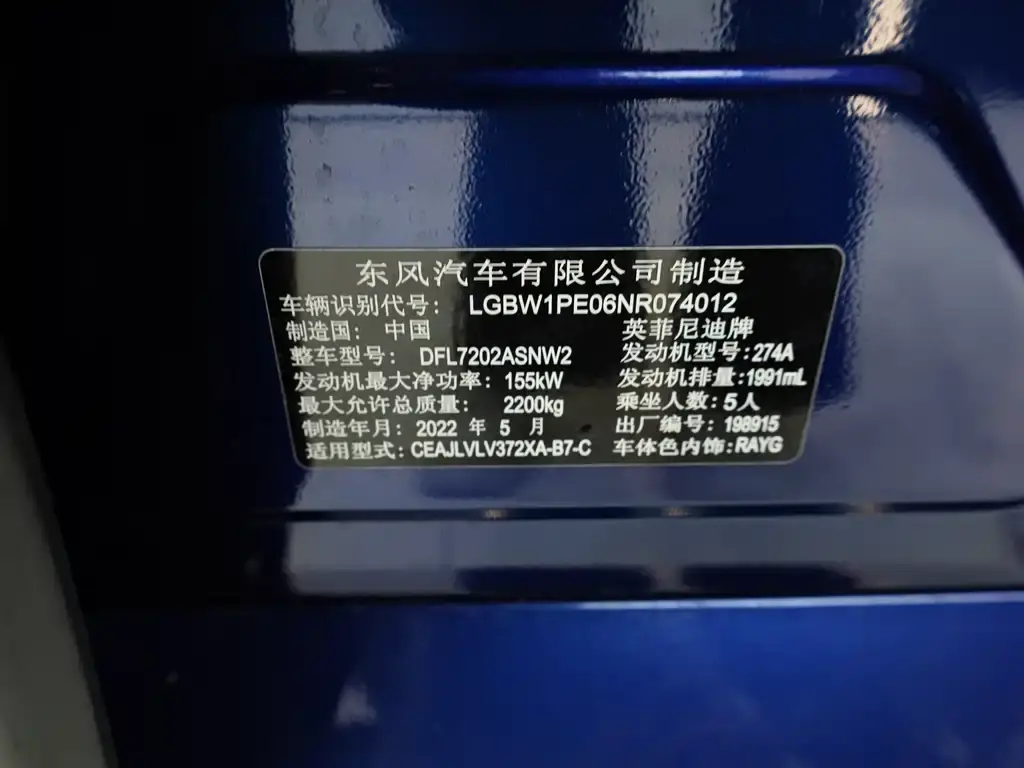 东风汽车有限公司制造
车辆识别代号： LGBW1PE06NR074012
制造国： 中国 英菲尼迪牌
整车型号： DFL7202ASNW2 发动机型号:274A
发动机最大净功率：155kW 发动机排量:1991mL
最大允许总质量： 2200kg 乘坐人数:5人
制造年月： 2022 年 5 月 出厂编号: 198915
适用型式: CEAJLVLV372XA-B7-C 车体色内饰:RAYG